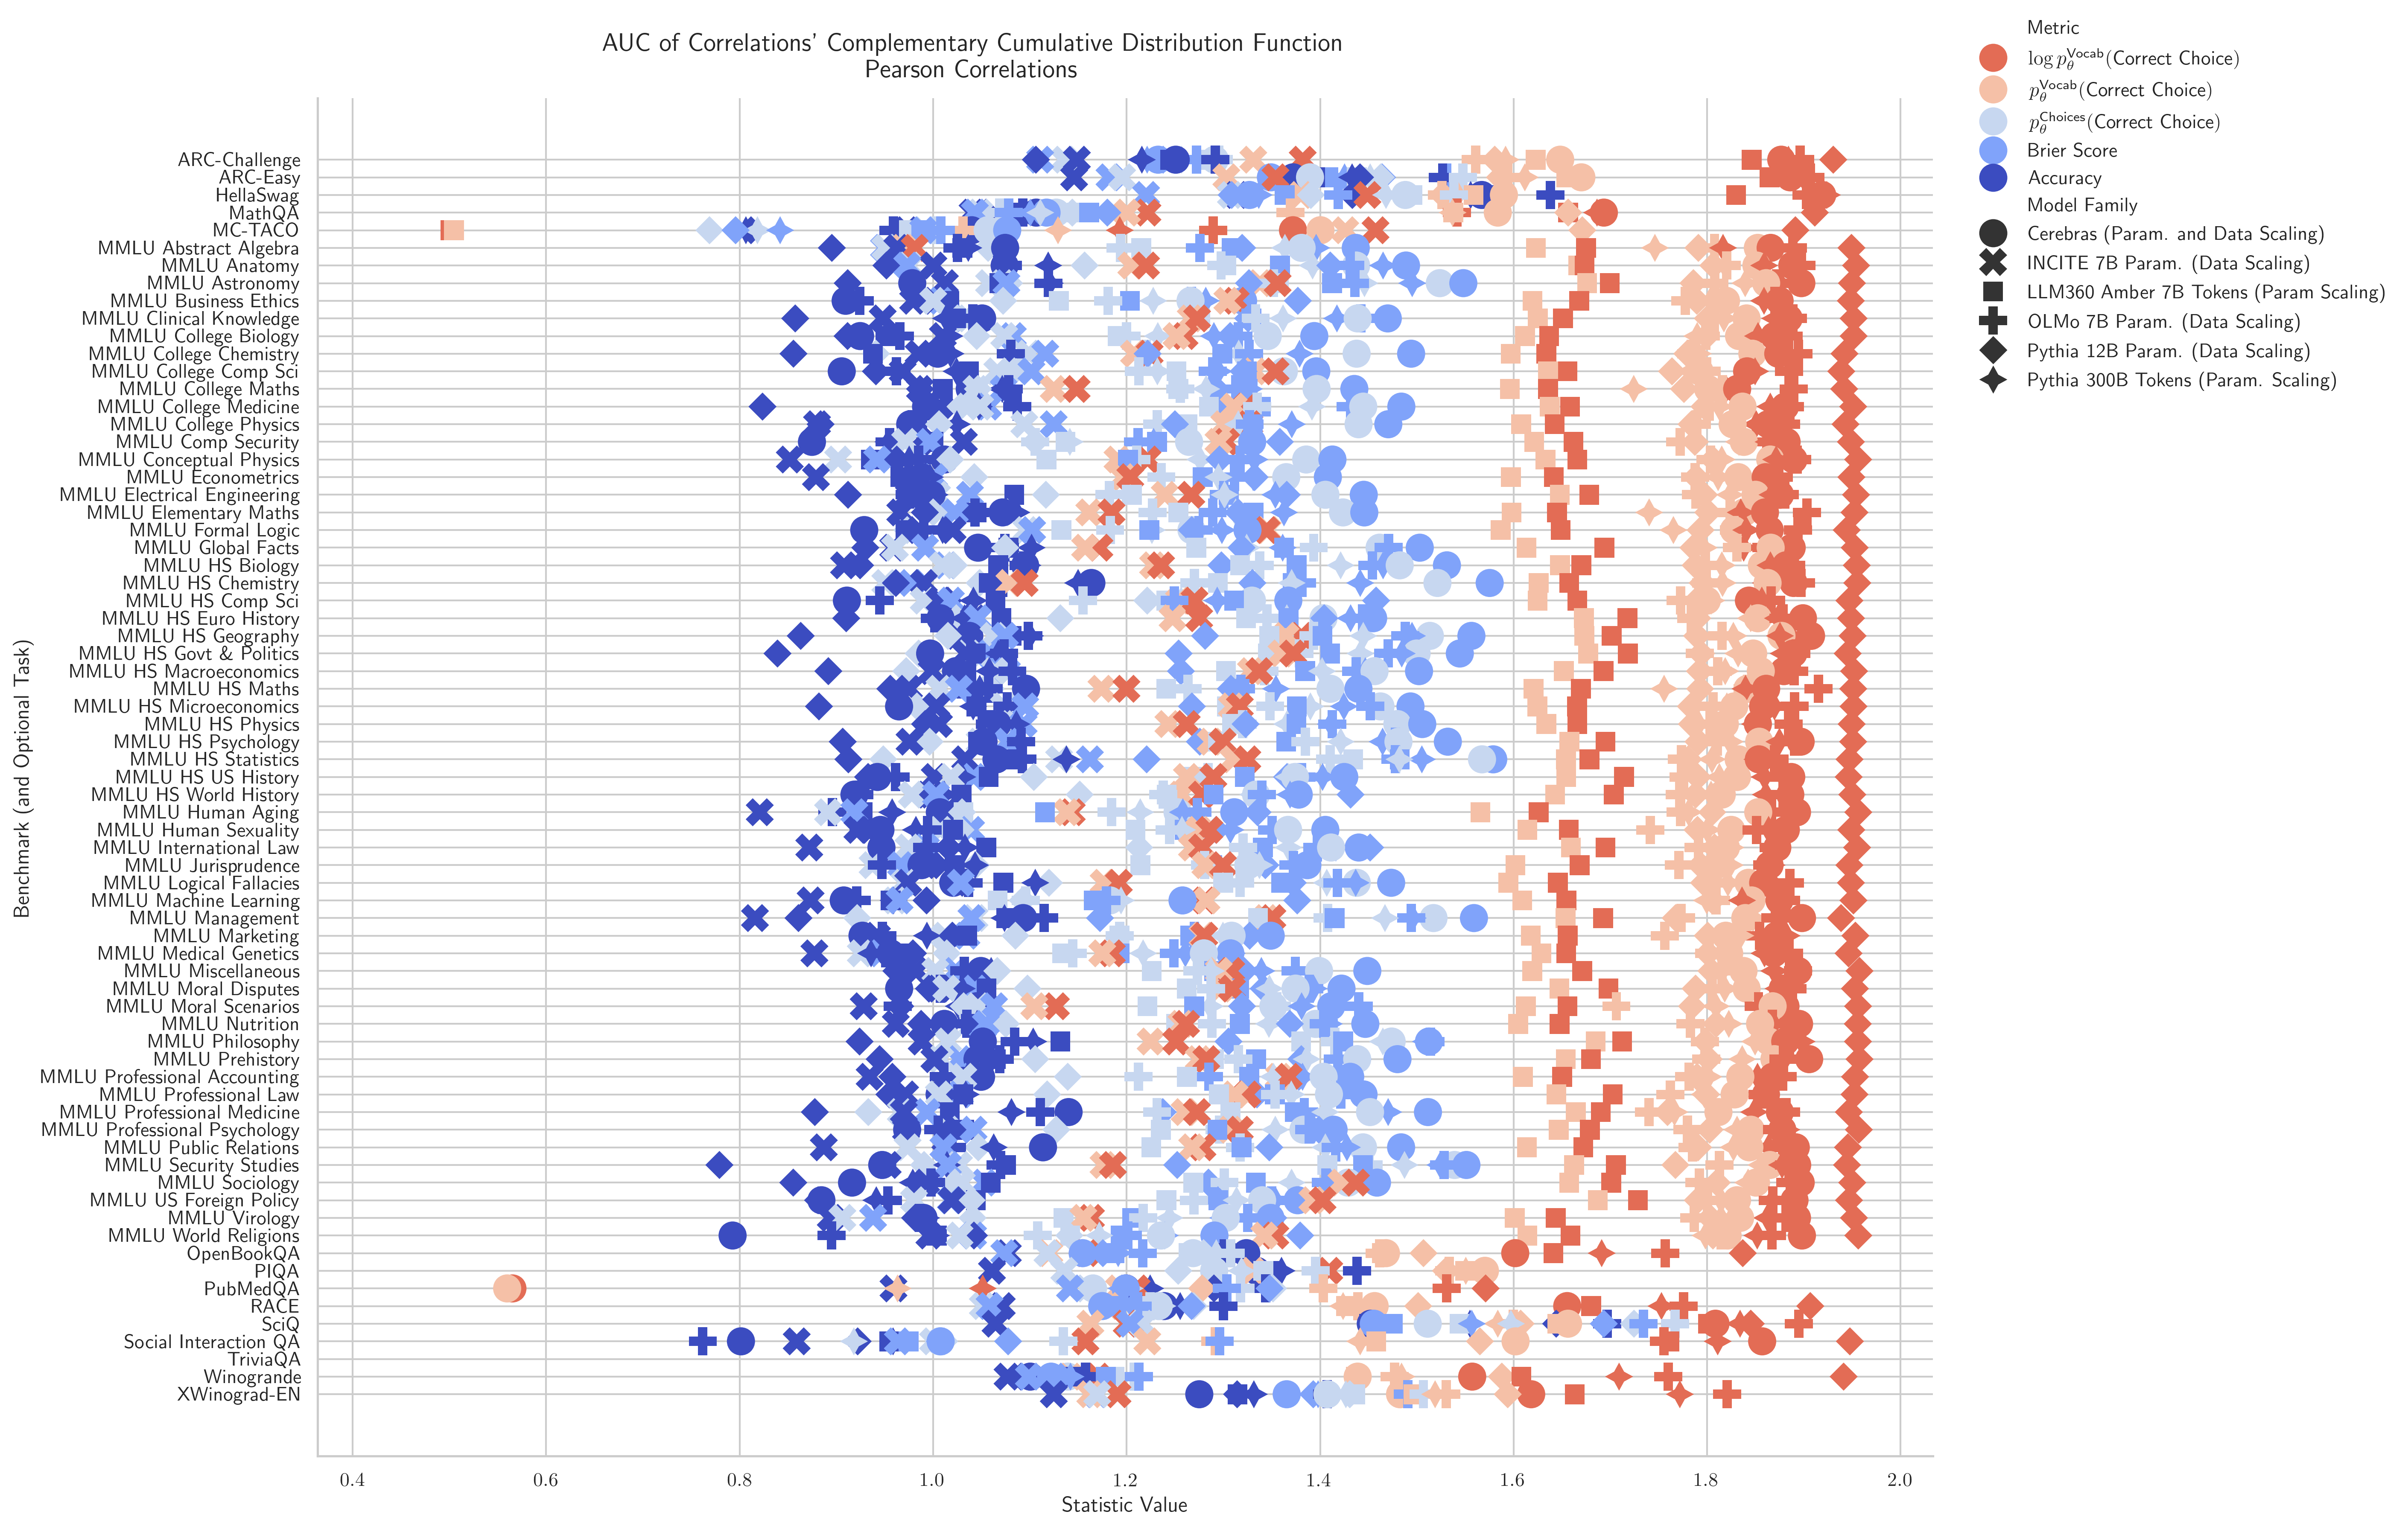 AUC of Correlations' Complementary Cumulative Distribution Function
Pearson Correlations
Metric
log p_θ^Vocab(Correct Choice)
p_θ^Vocab(Correct Choice)
p_θ^Choices(Correct Choice)
Brier Score
Accuracy
Model Family
Cerebras (Param. and Data Scaling)
INCITE 7B Param. (Data Scaling)
LLM360 Amber 7B Tokens (Param Scaling)
OLMo 7B Param. (Data Scaling)
Pythia 12B Param. (Data Scaling)
Pythia 300B Tokens (Param. Scaling)
Benchmark (and Optional Task)
ARC-Challenge
ARC-Easy
HellaSwag
MathQA
MC-TACO
MMLU Abstract Algebra
MMLU Anatomy
MMLU Astronomy
MMLU Business Ethics
MMLU Clinical Knowledge
MMLU College Biology
MMLU College Chemistry
MMLU College Comp Sci
MMLU College Maths
MMLU College Medicine
MMLU College Physics
MMLU Comp Security
MMLU Conceptual Physics
MMLU Econometrics
MMLU Electrical Engineering
MMLU Elementary Maths
MMLU Formal Logic
MMLU Global Facts
MMLU HS Biology
MMLU HS Chemistry
MMLU HS Comp Sci
MMLU HS Euro History
MMLU HS Geography
MMLU HS Govt & Politics
MMLU HS Macroeconomics
MMLU HS Maths
MMLU HS Microeconomics
MMLU HS Physics
MMLU HS Psychology
MMLU HS Statistics
MMLU HS US History
MMLU HS World History
MMLU Human Aging
MMLU Human Sexuality
MMLU International Law
MMLU Jurisprudence
MMLU Logical Fallacies
MMLU Machine Learning
MMLU Management
MMLU Marketing
MMLU Medical Genetics
MMLU Miscellaneous
MMLU Moral Disputes
MMLU Moral Scenarios
MMLU Nutrition
MMLU Philosophy
MMLU Prehistory
MMLU Professional Accounting
MMLU Professional Law
MMLU Professional Medicine
MMLU Professional Psychology
MMLU Public Relations
MMLU Security Studies
MMLU Sociology
MMLU US Foreign Policy
MMLU Virology
MMLU World Religions
OpenBookQA
PIQA
PubMedQA
RACE
SciQ
Social Interaction QA
TriviaQA
Winogrande
XWinograd-EN
0.4 0.6 0.8 1.0 1.2 1.4 1.6 1.8 2.0
Statistic Value